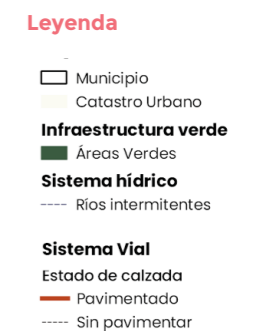 Leyenda
Municipio
Catastro Urbano
Infraestructura verde
Áreas Verdes
Sistema hídrico
Ríos intermitentes
Sistema Vial
Estado de calzada
Pavimentado
Sin pavimentar